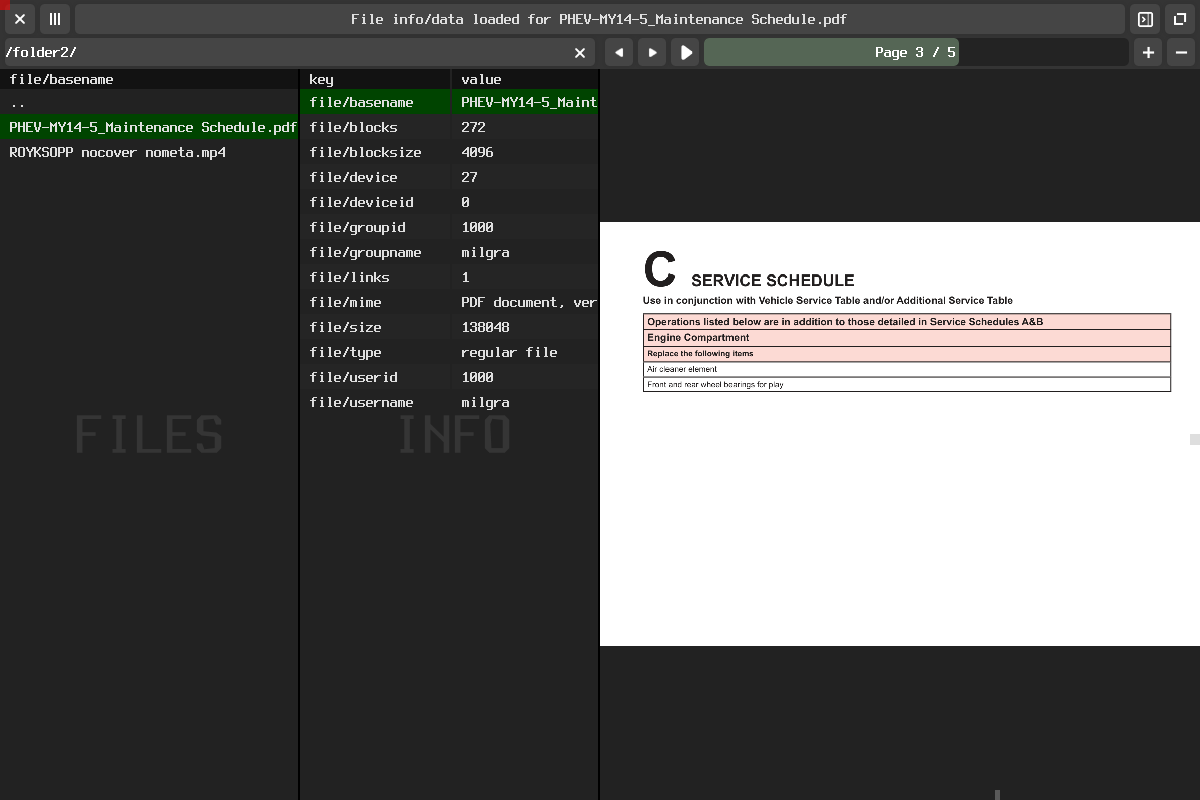 File info/data loaded for PHEV-MY14-5_Maintenance Schedule.pdf
/folder2/
Page 3 / 5
file/basename
..
PHEV-MY14-5_Maintenance Schedule.pdf
ROYKSOPP nocover nometa.mp4
FILES
key value
file/basename PHEV-MY14-5_Maint
file/blocks 272
file/blocksize 4096
file/device 27
file/deviceid 0
file/groupid 1000
file/groupname milgra
file/links 1
file/mime PDF document, ver
file/size 138048
file/type regular file
file/userid 1000
file/username milgra
INFO
C SERVICE SCHEDULE
Use in conjunction with Vehicle Service Table and/or Additional Service Table
Operations listed below are in addition to those detailed in Service Schedules A&B
Engine Compartment
Replace the following items
Air cleaner element
Front and rear wheel bearings for play